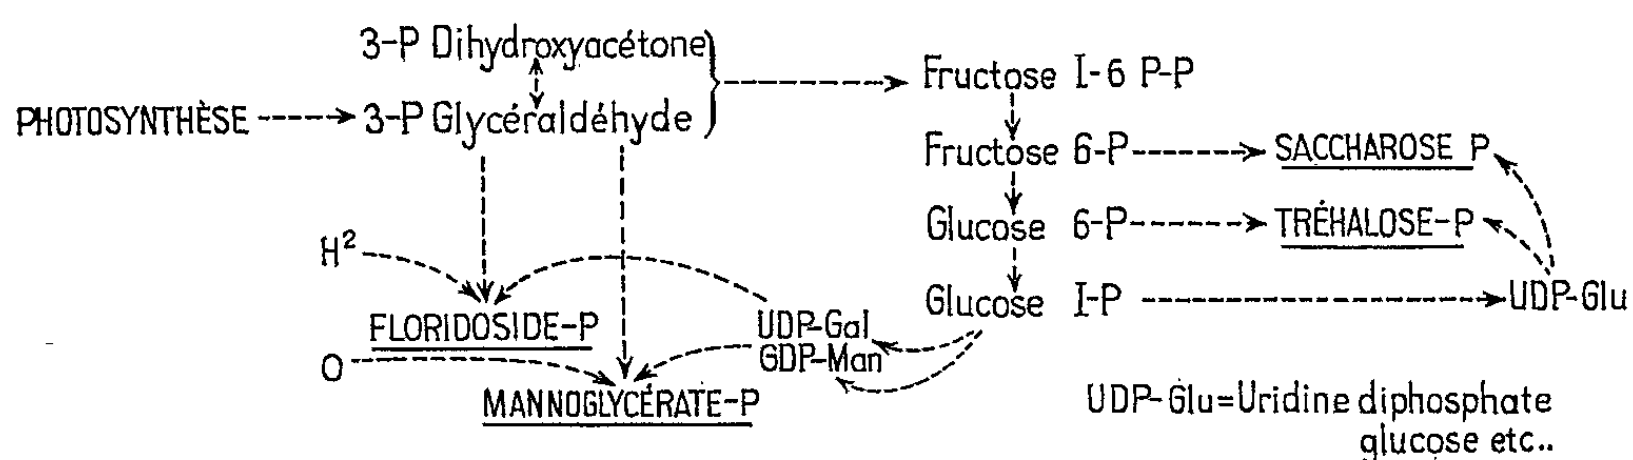 3-P Dihydroxyacétone
PHOTOSYNTHÈSE
3-P Glycéraldéhyde
Fructose I-6 P-P
Fructose 6-P
SACCHAROSE P
Glucose 6-P
TRÉHALOSE-P
Glucose I-P
UDP-Glu
H²
FLORIDOSIDE-P
UDP-Gal
GDP-Man
O
MANNOGLYCÉRATE-P
UDP-Glu=Uridine diphosphate
glucose etc..